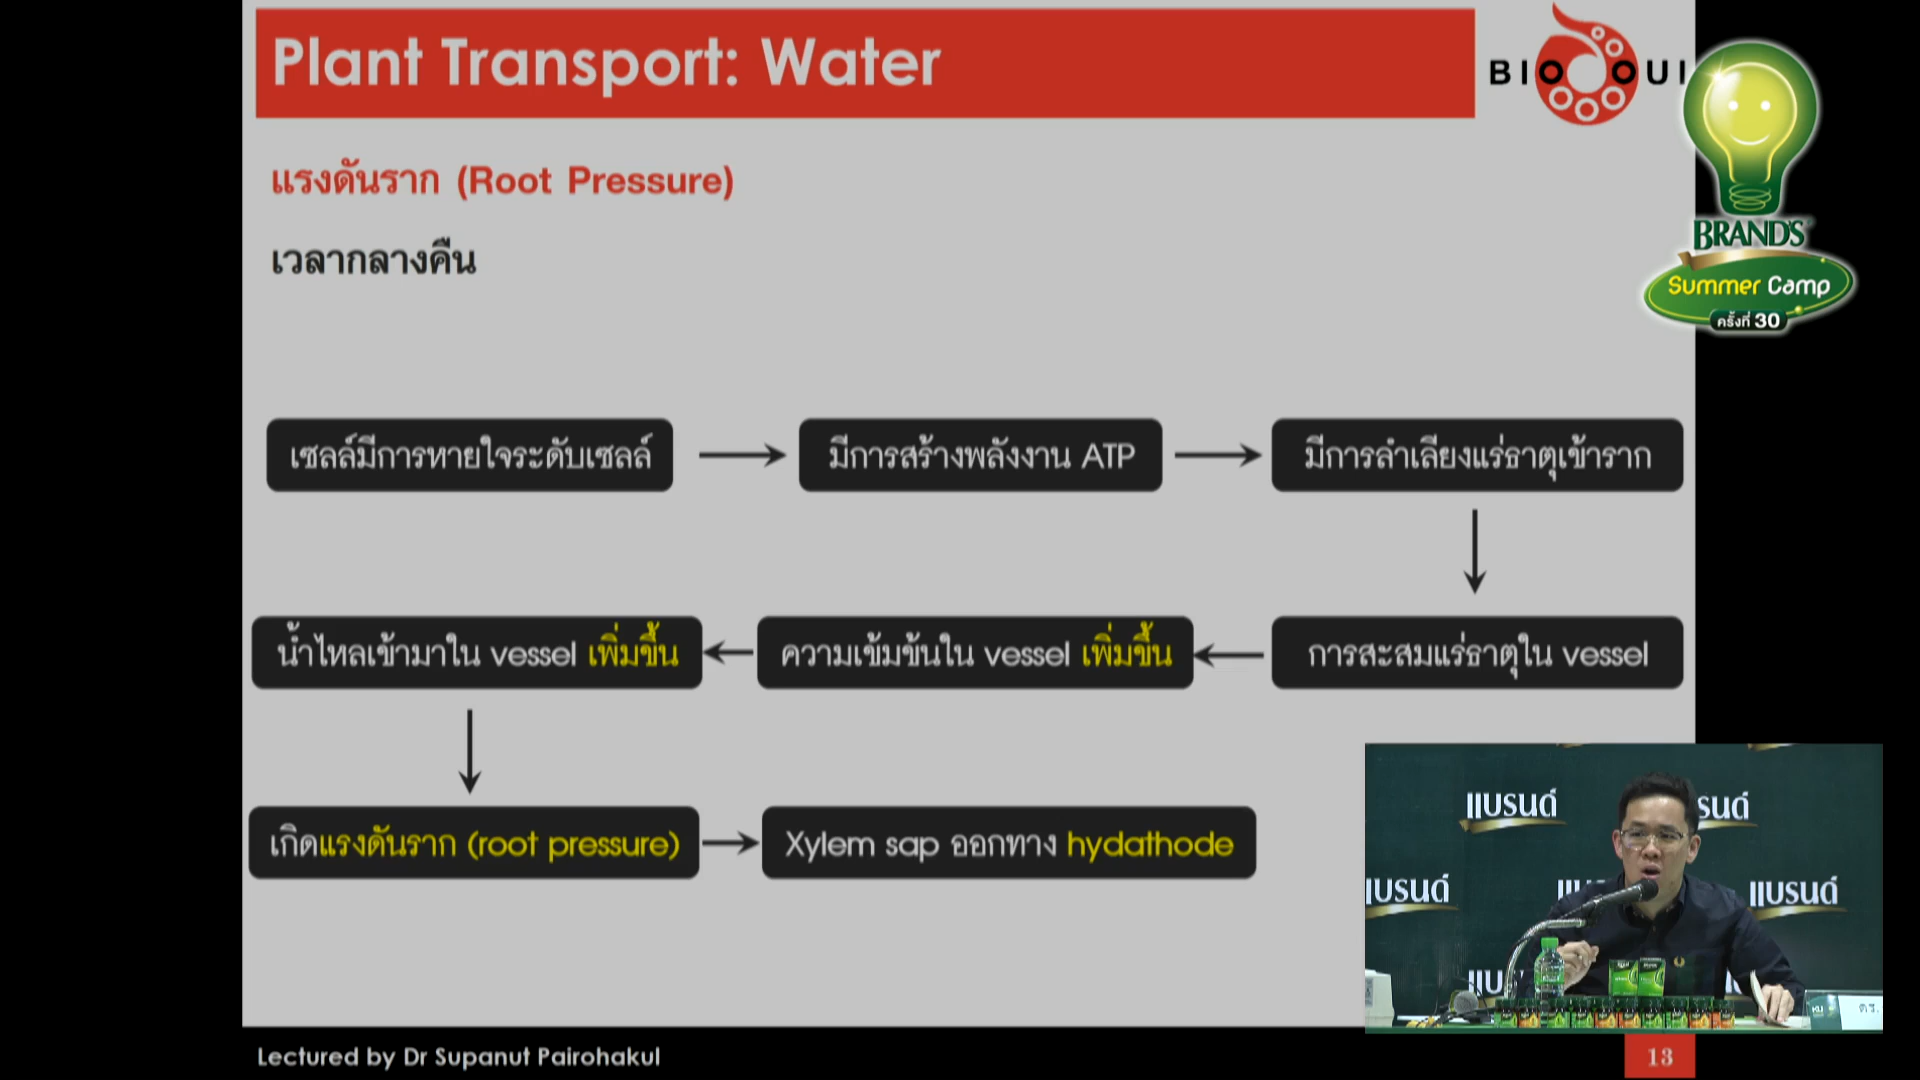 Plant Transport: Water
BIO OUI
แรงดันราก (Root Pressure)
เวลากลางคืน
BRAND'S
Summer Camp
ครั้งที่ 30
เซลล์มีการหายใจระดับเซลล์
มีการสร้างพลังงาน ATP
มีการลำเลียงแร่ธาตุเข้าราก
น้ำไหลเข้ามาใน vessel เพิ่มขึ้น
ความเข้มข้นใน vessel เพิ่มขึ้น
การสะสมแร่ธาตุใน vessel
เกิดแรงดันราก (root pressure)
Xylem sap ออกทาง hydathode
แบรนด์
แบรนด์
ดร.
Lectured by Dr Supanut Pairohakul
13